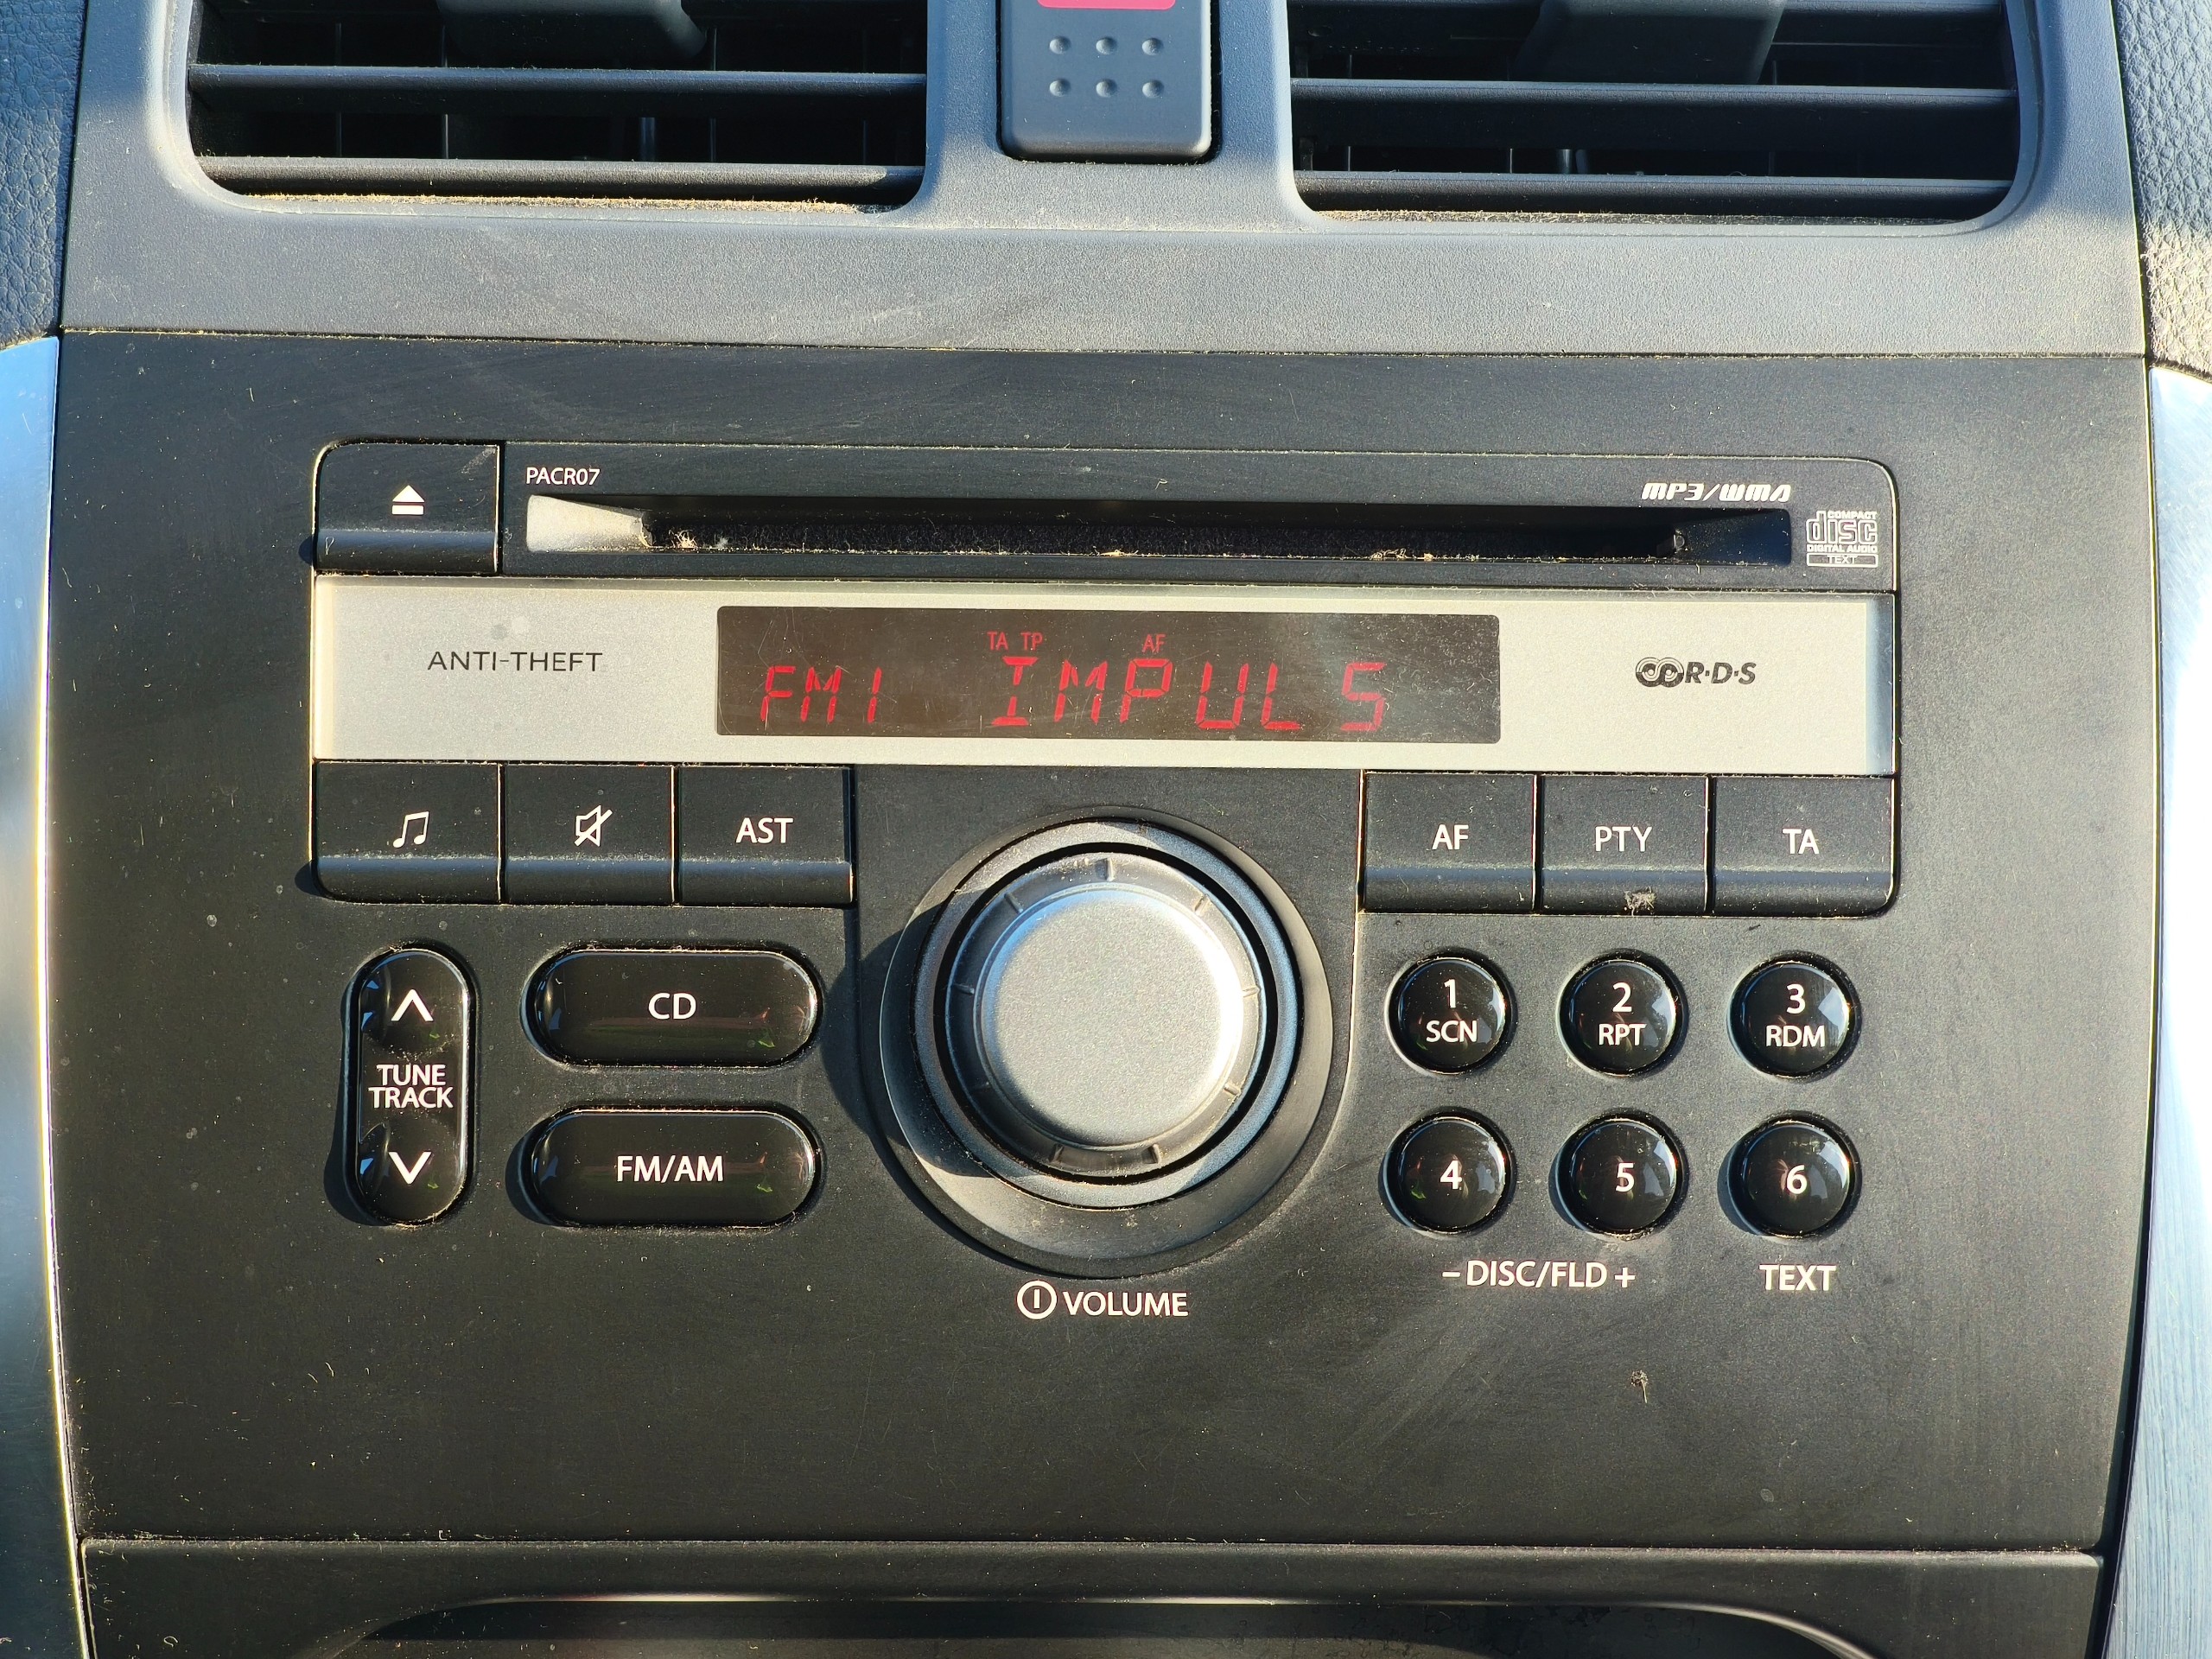 PACR07
MP3/WMA
COMPACT
disc
DIGITAL AUDIO
TEXT
ANTI-THEFT
TA TP AF
FM1 IMPULS
R·D·S
AST
AF
PTY
TA
CD
1
SCN
2
RPT
3
RDM
TUNE
TRACK
FM/AM
4
5
6
–DISC/FLD +
TEXT
VOLUME